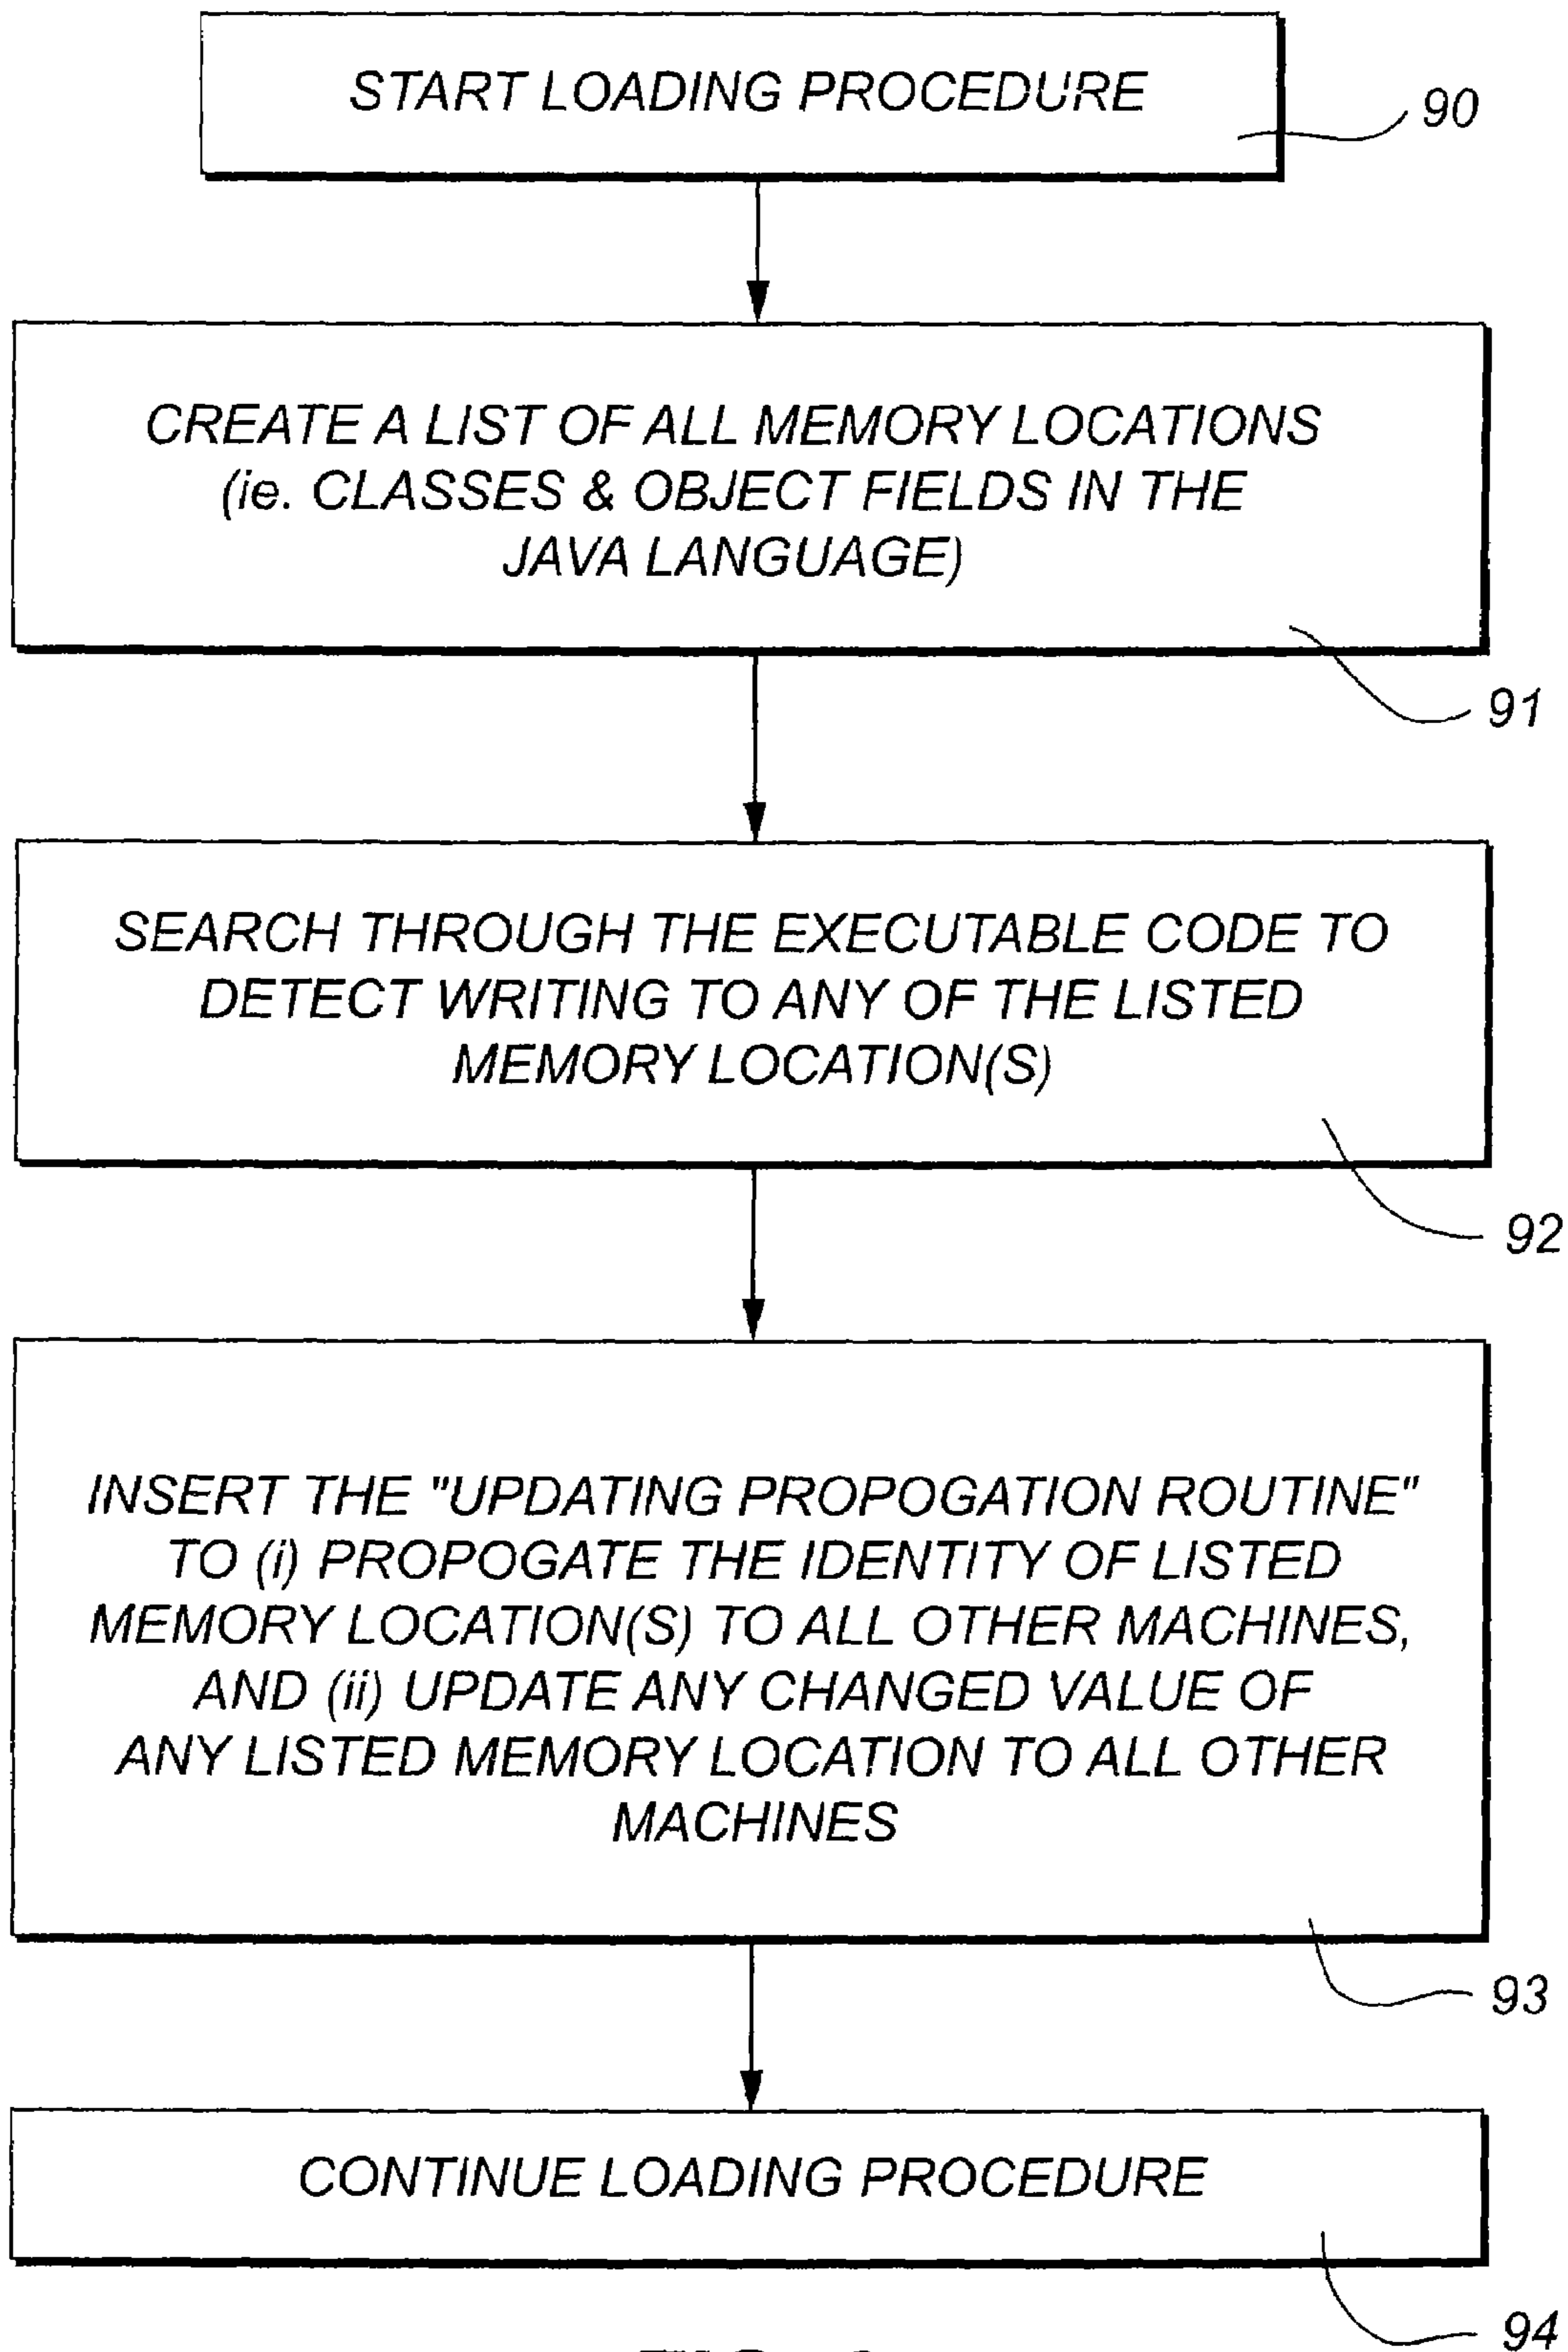 START LOADING PROCEDURE
90
CREATE A LIST OF ALL MEMORY LOCATIONS
(ie. CLASSES & OBJECT FIELDS IN THE
JAVA LANGUAGE)
91
SEARCH THROUGH THE EXECUTABLE CODE TO
DETECT WRITING TO ANY OF THE LISTED
MEMORY LOCATION(S)
92
INSERT THE "UPDATING PROPOGATION ROUTINE"
TO (i) PROPOGATE THE IDENTITY OF LISTED
MEMORY LOCATION(S) TO ALL OTHER MACHINES,
AND (ii) UPDATE ANY CHANGED VALUE OF
ANY LISTED MEMORY LOCATION TO ALL OTHER
MACHINES
93
CONTINUE LOADING PROCEDURE
94